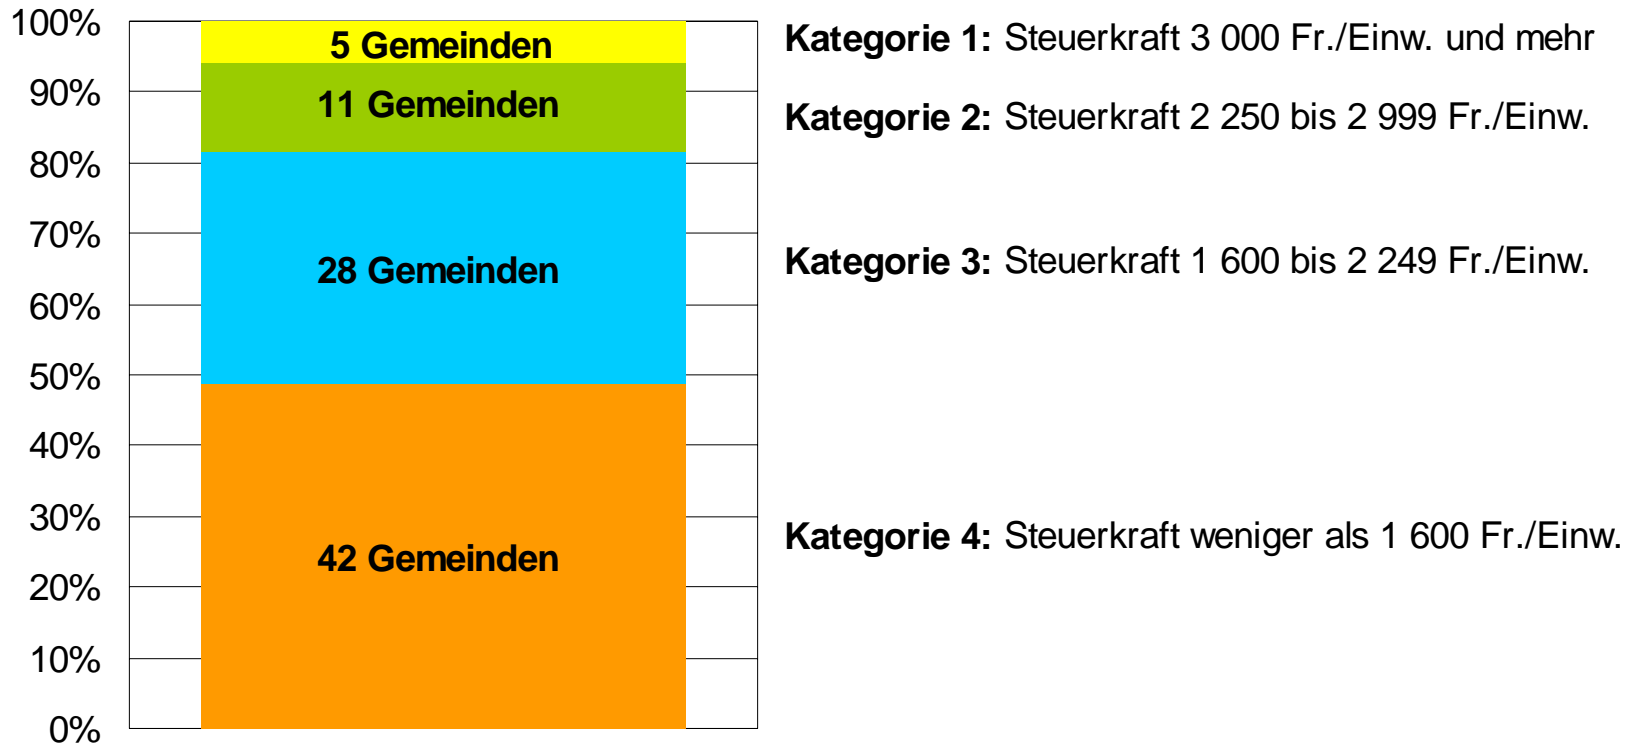 100%
90%
80%
70%
60%
50%
40%
30%
20%
10%
0%
5 Gemeinden
11 Gemeinden
28 Gemeinden
42 Gemeinden
Kategorie 1: Steuerkraft 3 000 Fr./Einw. und mehr
Kategorie 2: Steuerkraft 2 250 bis 2 999 Fr./Einw.
Kategorie 3: Steuerkraft 1 600 bis 2 249 Fr./Einw.
Kategorie 4: Steuerkraft weniger als 1 600 Fr./Einw.